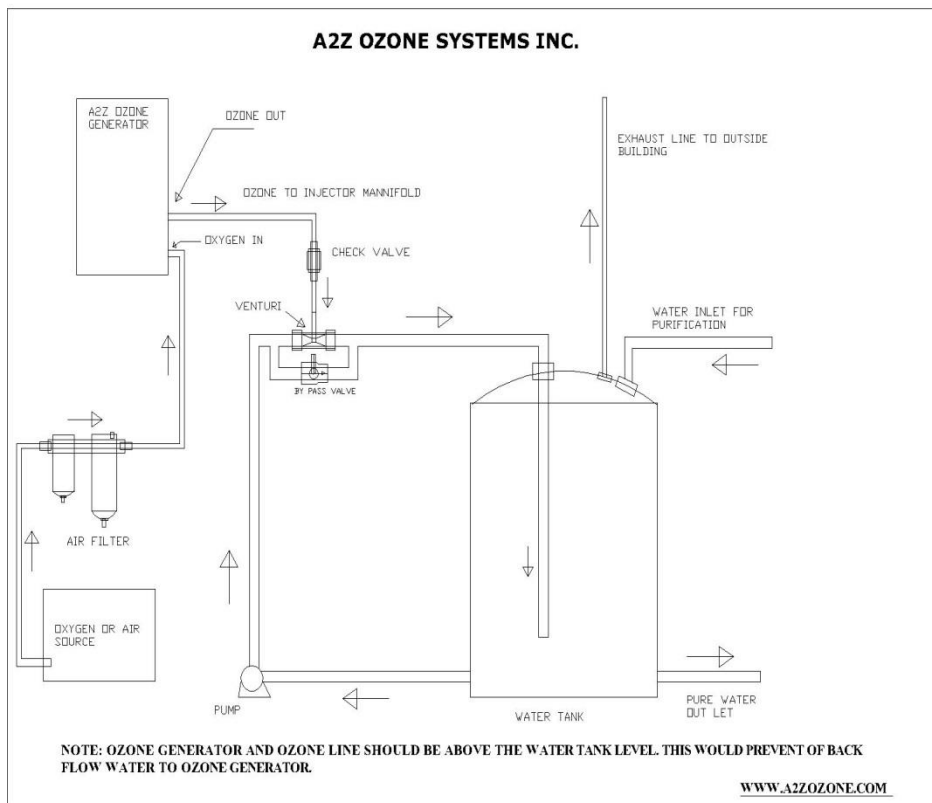 A2Z OZONE SYSTEMS INC.
A2Z OZONE
GENERATOR
OZONE OUT
EXHAUST LINE TO OUTSIDE
BUILDING
OZONE TO INJECTOR MANNIFOLD
OXYGEN IN
CHECK VALVE
VENTURI
WATER INLET FOR
PURIFICATION
BY PASS VALVE
AIR FILTER
OXYGEN OR AIR
SOURCE
PUMP
WATER TANK
PURE WATER
OUT LET
NOTE: OZONE GENERATOR AND OZONE LINE SHOULD BE ABOVE THE WATER TANK LEVEL. THIS WOULD PREVENT OF BACK
FLOW WATER TO OZONE GENERATOR.
WWW.A2ZOZONE.COM